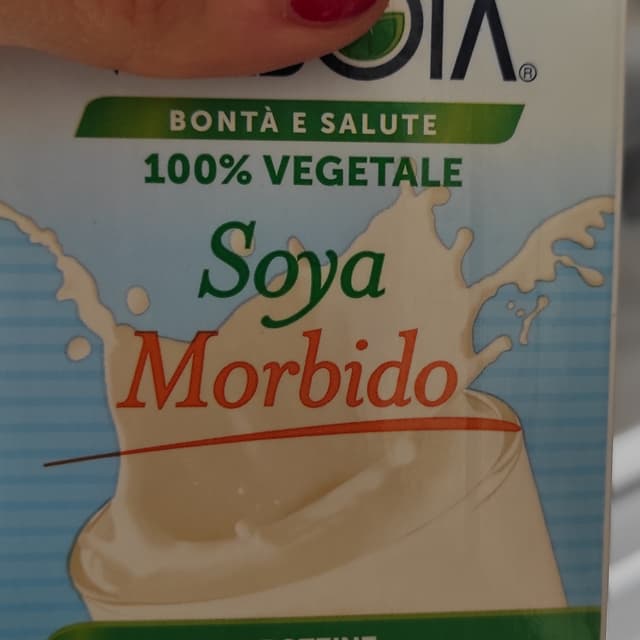 ®
BONTÀ E SALUTE
100% VEGETALE
Soya
Morbido